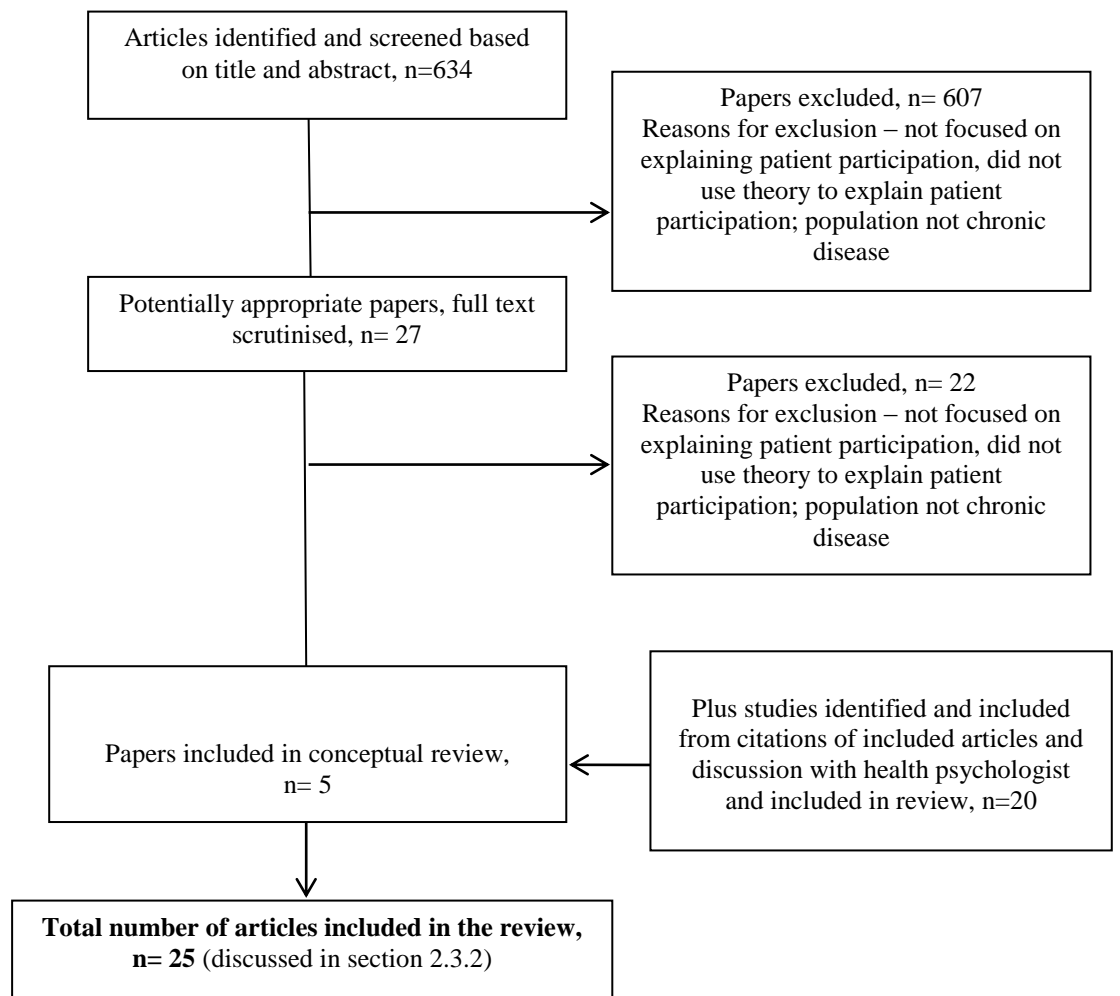 Articles identified and screened based
on title and abstract, n=634
Papers excluded, n= 607
Reasons for exclusion – not focused on
explaining patient participation, did not
use theory to explain patient
participation; population not chronic
disease
Potentially appropriate papers, full text
scrutinised, n= 27
Papers excluded, n= 22
Reasons for exclusion – not focused on
explaining patient participation, did not
use theory to explain patient
participation; population not chronic
disease
Papers included in conceptual review,
n= 5
Plus studies identified and included
from citations of included articles and
discussion with health psychologist
and included in review, n=20
Total number of articles included in the review,
n= 25 (discussed in section 2.3.2)